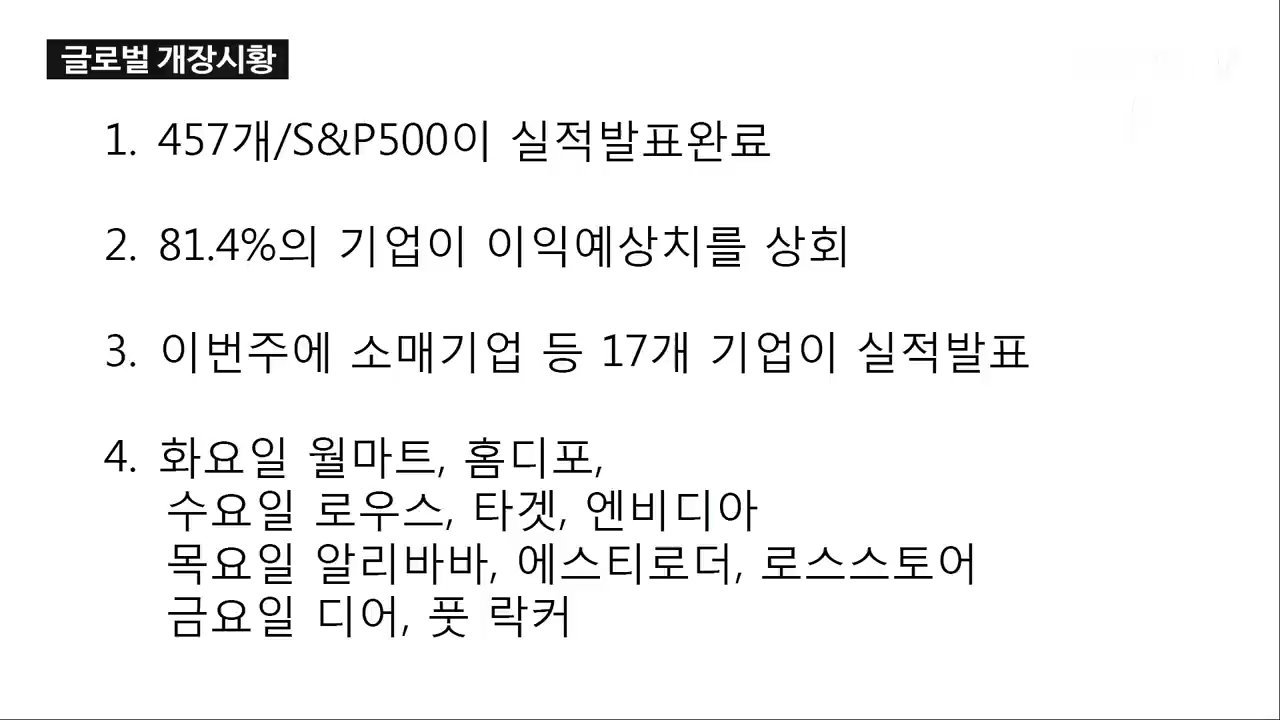 글로벌 개장시황
1. 457개/S&P500이 실적발표완료
2. 81.4%의 기업이 이익예상치를 상회
3. 이번주에 소매기업 등 17개 기업이 실적발표
4. 화요일 월마트, 홈디포,
수요일 로우스, 타겟, 엔비디아
목요일 알리바바, 에스티로더, 로스스토어
금요일 디어, 풋 락커